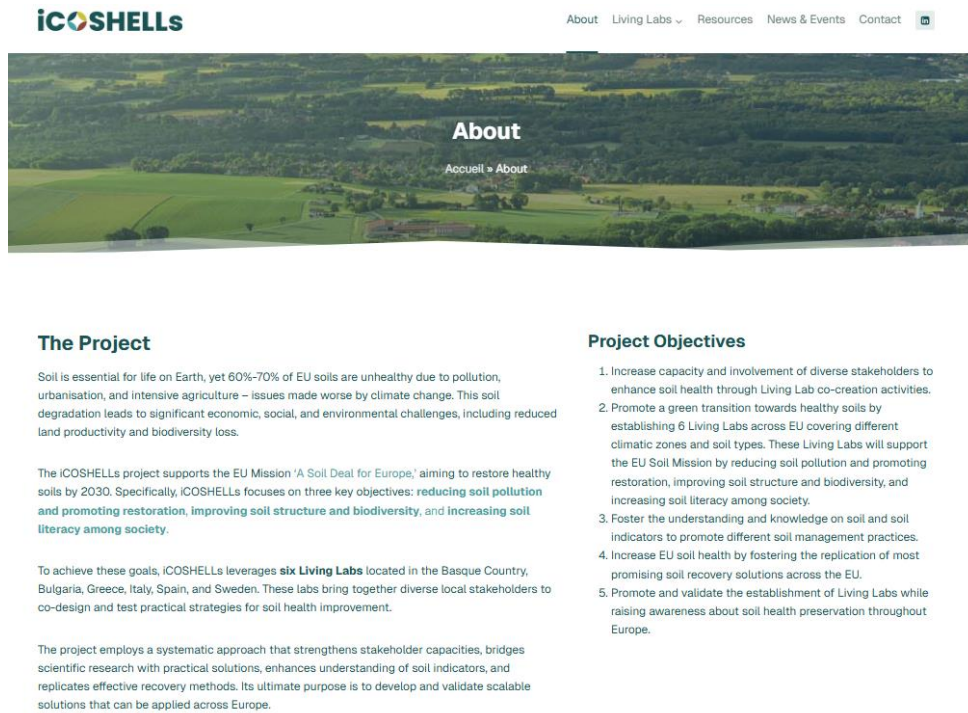 iCOSHELLs
About Living Labs Resources News & Events Contact in
About
Accueil » About
The Project
Soil is essential for life on Earth, yet 60%-70% of EU soils are unhealthy due to pollution,
urbanisation, and intensive agriculture – issues made worse by climate change. This soil
degradation leads to significant economic, social, and environmental challenges, including reduced
land productivity and biodiversity loss.
The iCOSHELLs project supports the EU Mission ‘A Soil Deal for Europe,’ aiming to restore healthy
soils by 2030. Specifically, iCOSHELLs focuses on three key objectives: reducing soil pollution
and promoting restoration, improving soil structure and biodiversity, and increasing soil
literacy among society.
To achieve these goals, iCOSHELLs leverages six Living Labs located in the Basque Country,
Bulgaria, Greece, Italy, Spain, and Sweden. These labs bring together diverse local stakeholders to
co-design and test practical strategies for soil health improvement.
The project employs a systematic approach that strengthens stakeholder capacities, bridges
scientific research with practical solutions, enhances understanding of soil indicators, and
replicates effective recovery methods. Its ultimate purpose is to develop and validate scalable
solutions that can be applied across Europe.
Project Objectives
1. Increase capacity and involvement of diverse stakeholders to
enhance soil health through Living Lab co-creation activities.
2. Promote a green transition towards healthy soils by
establishing 6 Living Labs across EU covering different
climatic zones and soil types. These Living Labs will support
the EU Soil Mission by reducing soil pollution and promoting
restoration, improving soil structure and biodiversity, and
increasing soil literacy among society.
3. Foster the understanding and knowledge on soil and soil
indicators to promote different soil management practices.
4. Increase EU soil health by fostering the replication of most
promising soil recovery solutions across the EU.
5. Promote and validate the establishment of Living Labs while
raising awareness about soil health preservation throughout
Europe.